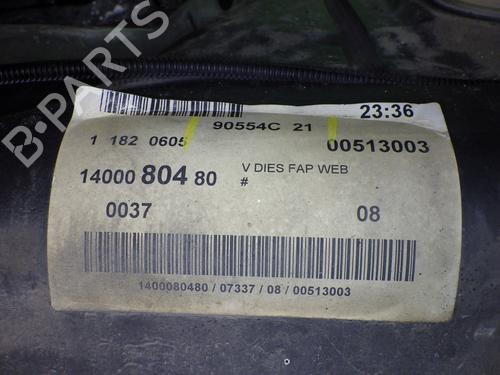 B-PARTS
23:36
90554C 21
1 182 0605
00513003
14000 804 80
V DIES FAP WEB
#
0037
08
1400080480 / 07337 / 08 / 00513003